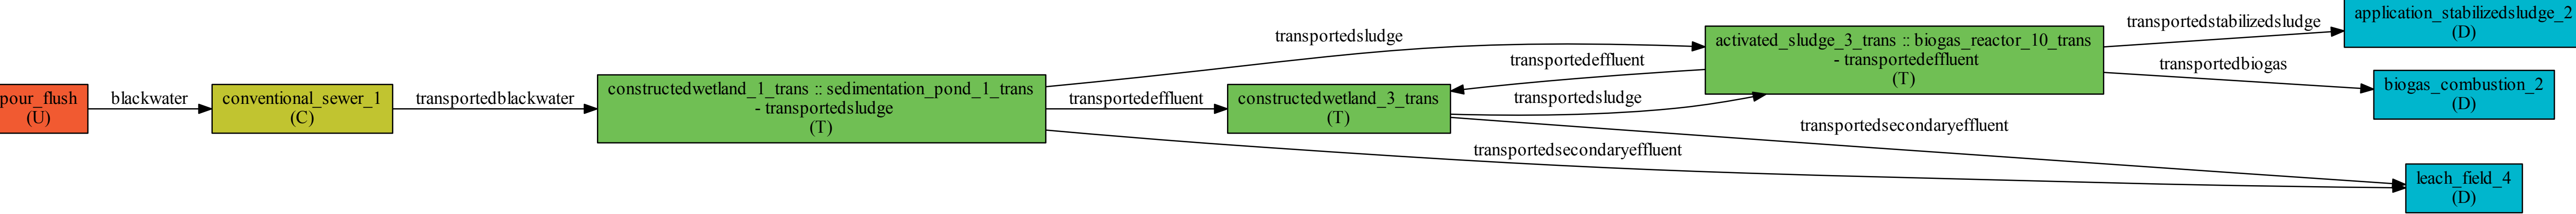 pour_flush
(U)
blackwater
conventional_sewer_1
(C)
transportedblackwater
constructedwetland_1_trans :: sedimentation_pond_1_trans
- transportedsludge
(T)
transportedsludge
transportedeffluent
transportedsecondaryeffluent
constructedwetland_3_trans
(T)
transportedeffluent
transportedsludge
transportedsecondaryeffluent
activated_sludge_3_trans :: biogas_reactor_10_trans
- transportedeffluent
(T)
transportedstabilizedsludge
transportedbiogas
application_stabilizedsludge_2
(D)
biogas_combustion_2
(D)
leach_field_4
(D)